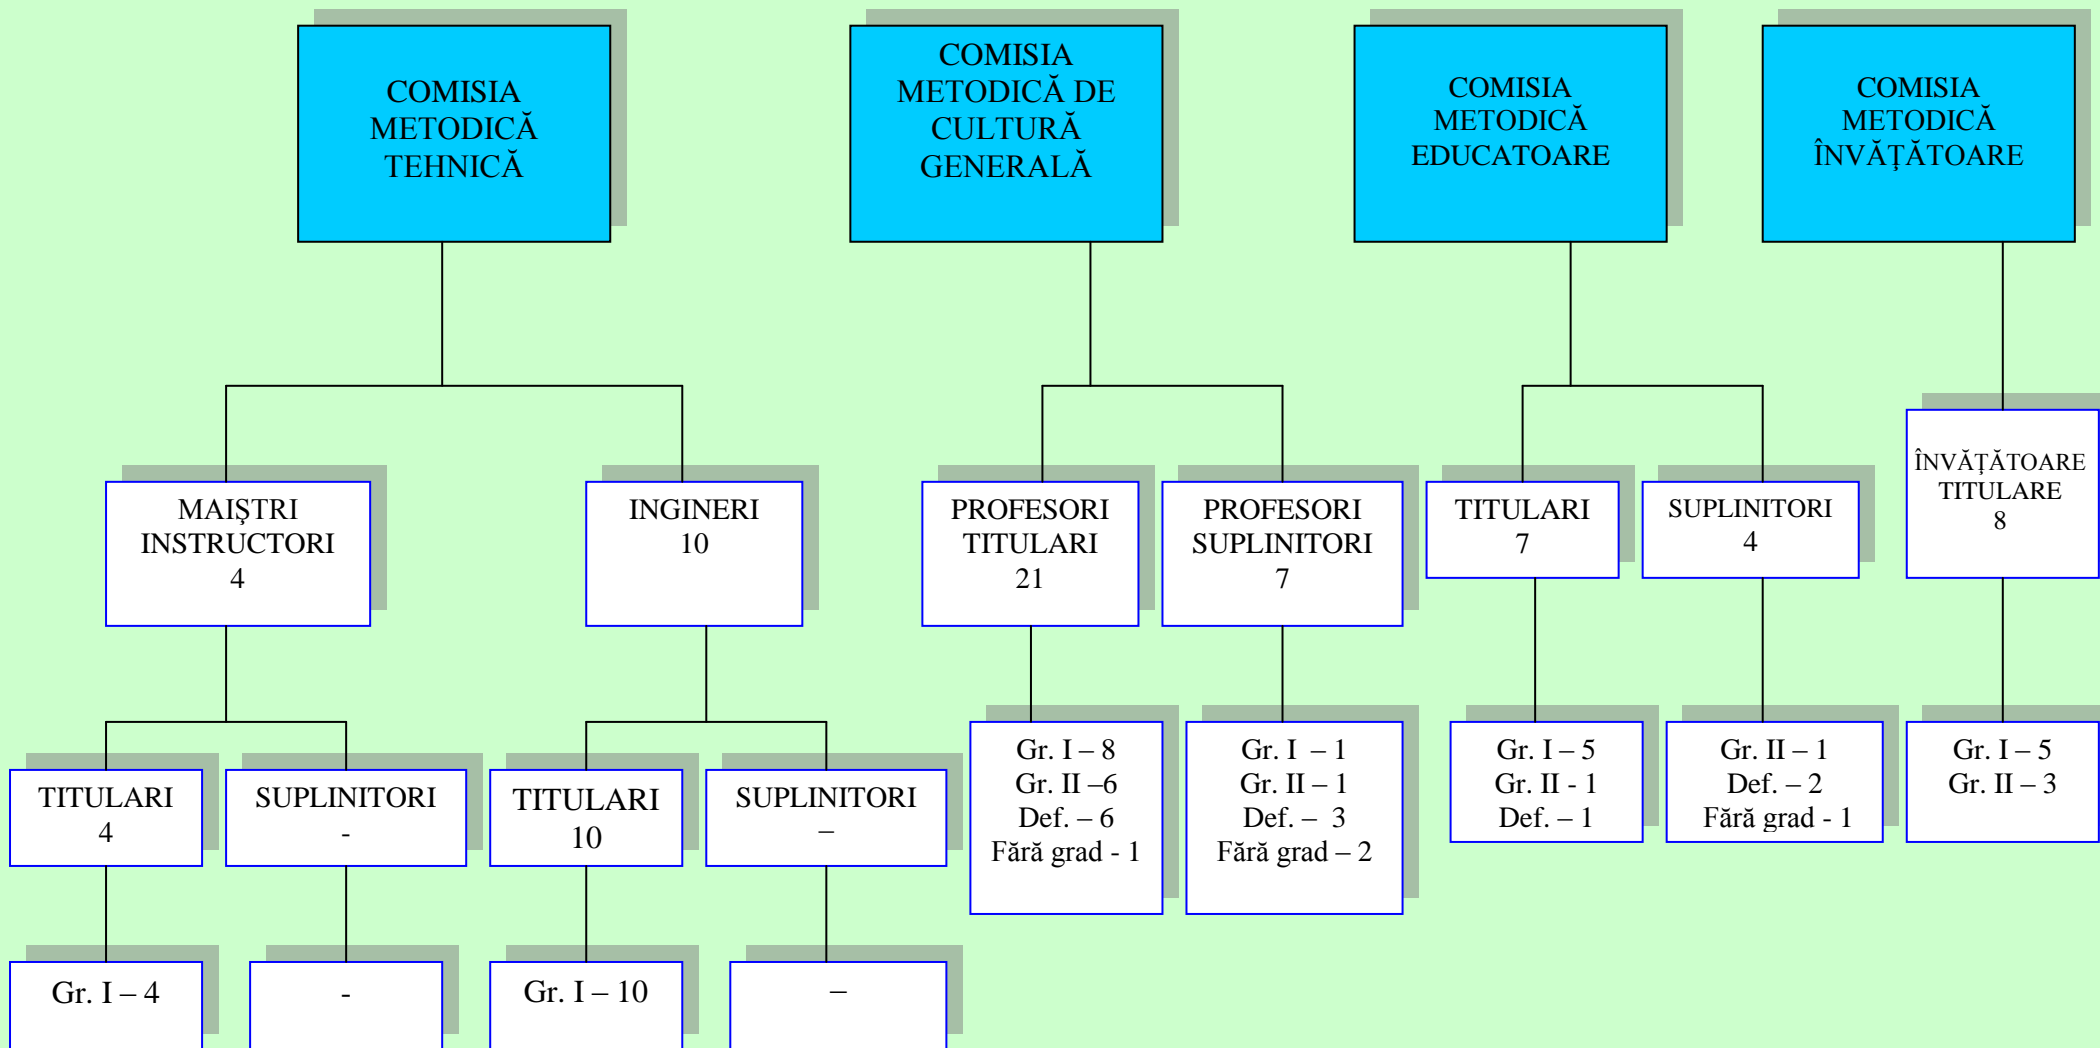 COMISIA
METODICĂ
TEHNICĂ
COMISIA
METODICĂ DE
CULTURĂ
GENERALĂ
COMISIA
METODICĂ
EDUCATOARE
COMISIA
METODICĂ
ÎNVĂŢĂTOARE
MAIŞTRI
INSTRUCTORI
4
INGINERI
10
PROFESORI
TITULARI
21
PROFESORI
SUPLINITORI
7
TITULARI
7
SUPLINITORI
4
ÎNVĂŢĂTOARE
TITULARE
8
TITULARI
4
SUPLINITORI
-
TITULARI
10
SUPLINITORI
–
Gr. I – 8
Gr. II –6
Def. – 6
Fără grad - 1
Gr. I – 1
Gr. II – 1
Def. – 3
Fără grad – 2
Gr. I – 5
Gr. II - 1
Def. – 1
Gr. II – 1
Def. – 2
Fără grad - 1
Gr. I – 5
Gr. II – 3
Gr. I – 4
-
Gr. I – 10
–